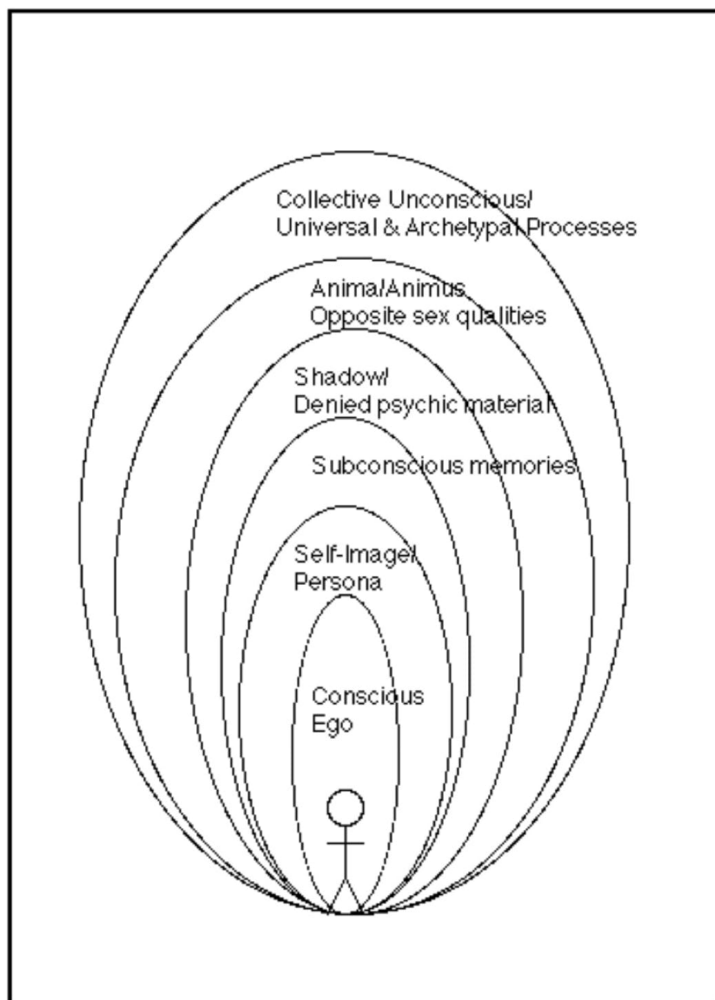 Collective Unconscious/
Universal & Archetypal Processes
Anima/Animus
Opposite sex qualities
Shadow/
Denied psychic material
Subconscious memories
Self-Image/
Persona
Conscious
Ego